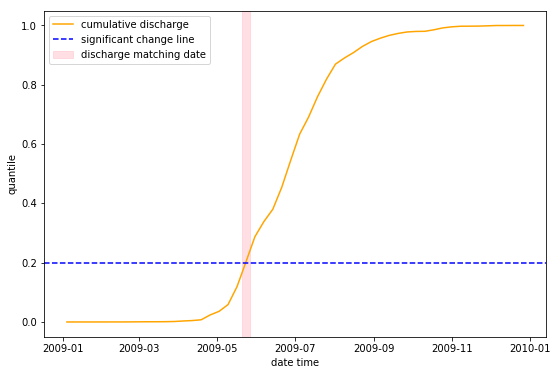 cumulative discharge
significant change line
discharge matching date
1.0
0.8
0.6
0.4
0.2
0.0
quantile
2009-01 2009-03 2009-05 2009-07 2009-09 2009-11 2010-01
date time